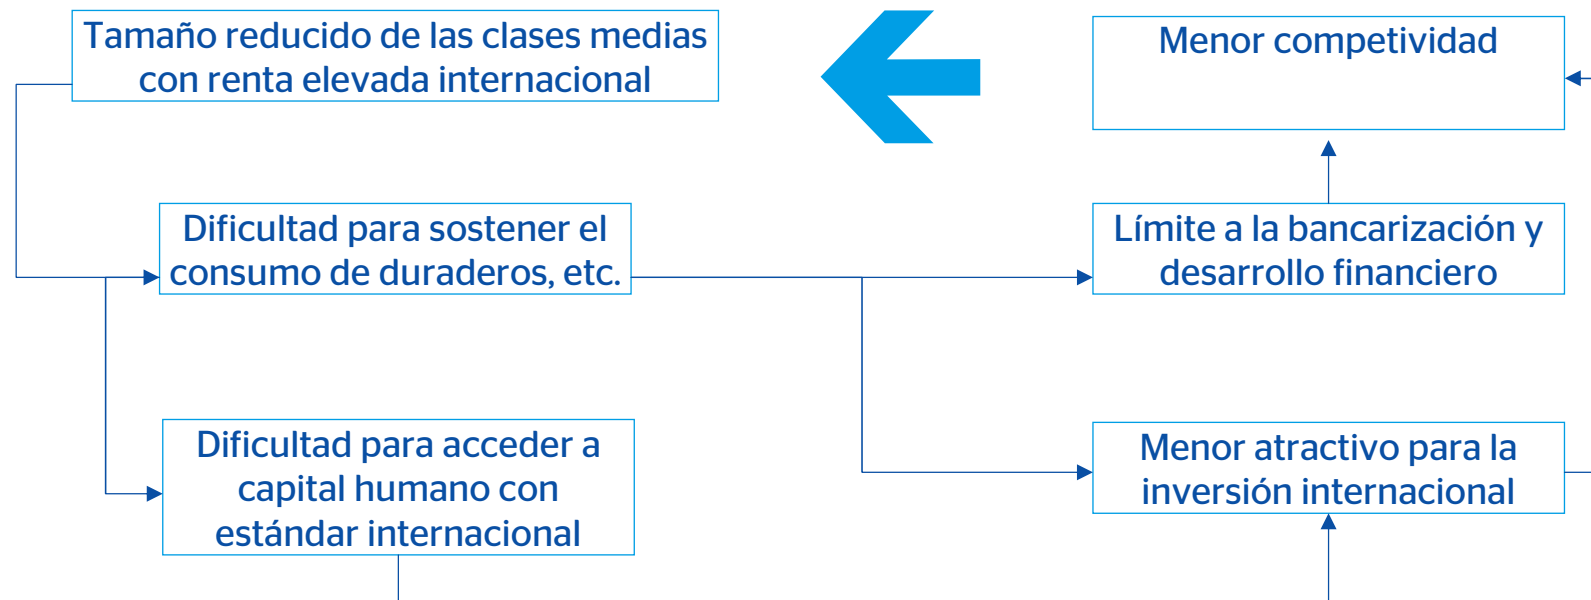 Tamaño reducido de las clases medias
con renta elevada internacional
Menor competividad
Dificultad para sostener el
consumo de duraderos, etc.
Límite a la bancarización y
desarrollo financiero
Dificultad para acceder a
capital humano con
estándar internacional
Menor atractivo para la
inversión internacional